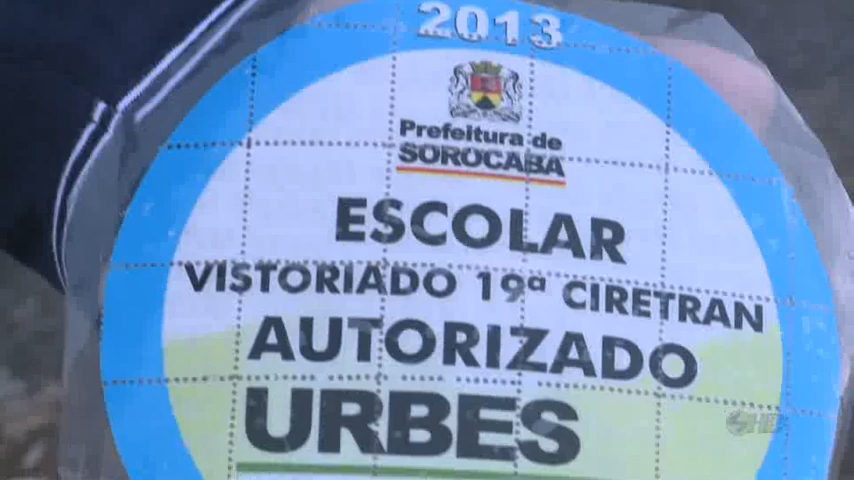 2013
Prefeitura de
SOROCABA
ESCOLAR
VISTORIADO 19ª CIRETRAN
AUTORIZADO
URBES